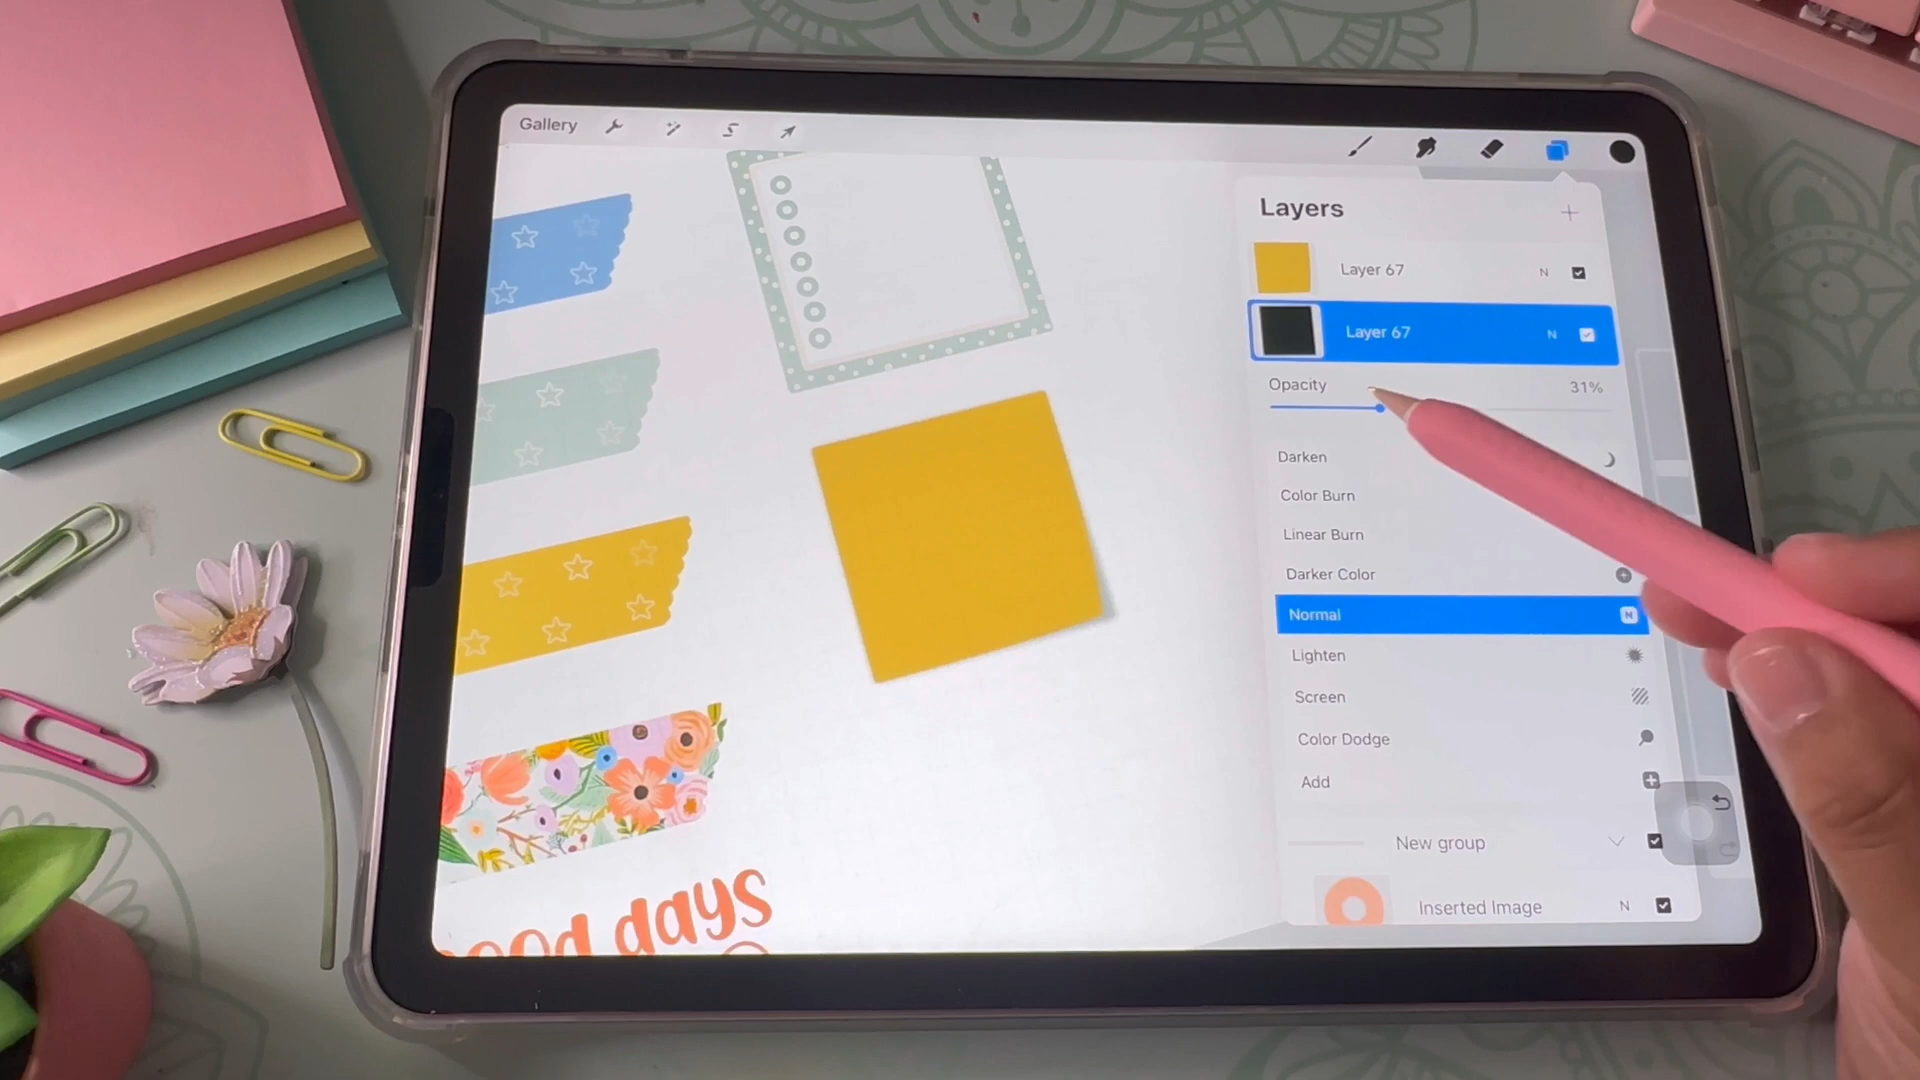 Gallery
Layers
Layer 67 N
Layer 67 N
Opacity 31%
Darken
Color Burn
Linear Burn
Darker Color
Normal N
Lighten
Screen
Color Dodge
Add
New group
Inserted Image N
days